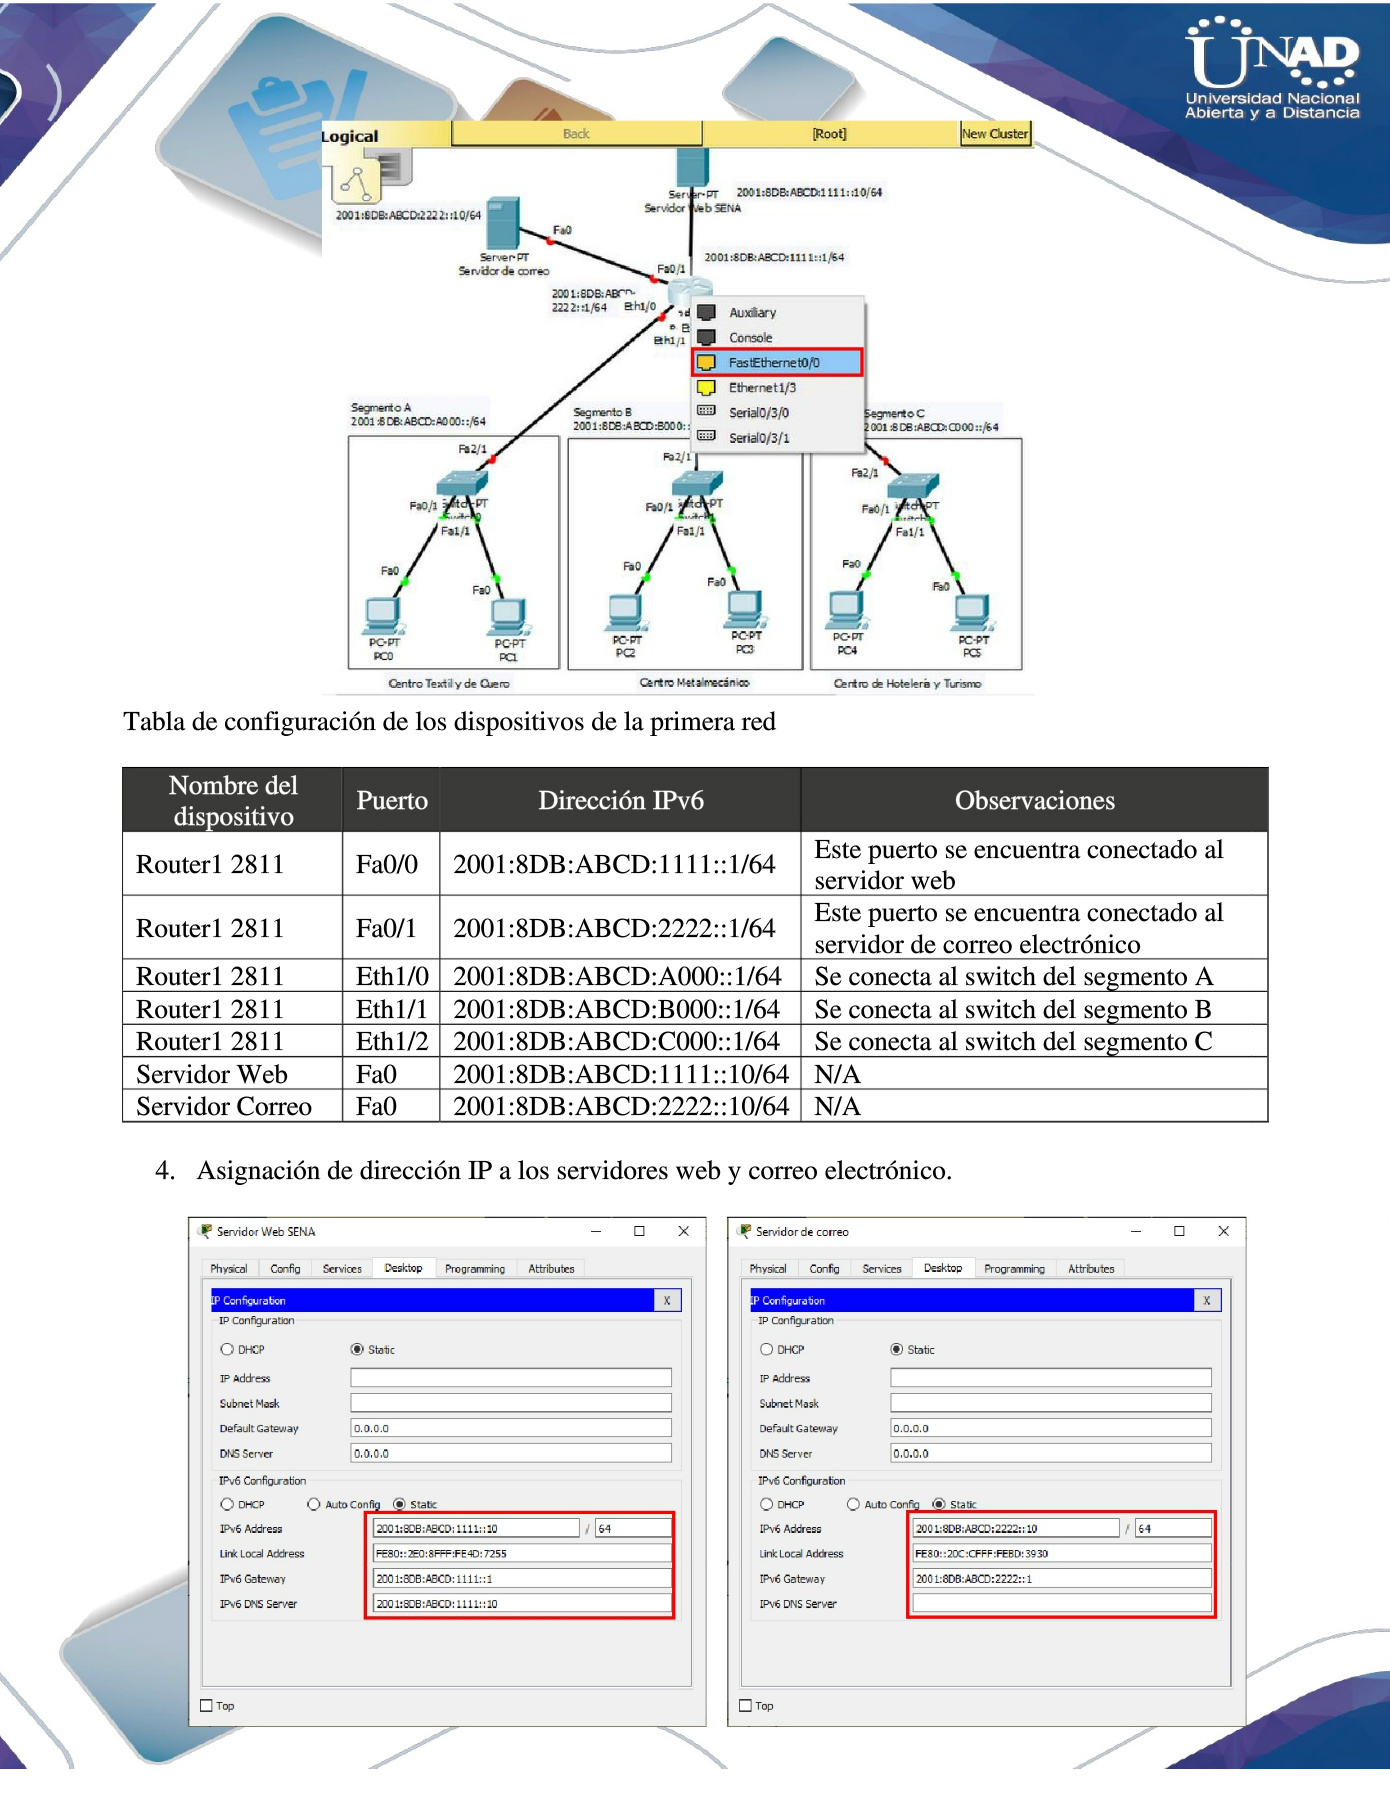 UNAD
Universidad Nacional
Abierta y a Distancia
Logical
Back
[Root]
New Cluster
Server-PT
Servidor Web SENA
2001:8DB:ABCD:1111::10/64
2001:8DB:ABCD:2222::10/64
Fa0
Server-PT
Servidor de correo
2001:8DB:ABCD:1111::1/64
Fa0/1
2001:8DB:ABCD-
2222::1/64
Eth1/0
Eth1/1
Auxiliary
Console
FastEthernet0/0
Ethernet1/3
Serial0/3/0
Serial0/3/1
Segmento A
2001:8DB:ABCD:A000::/64
Segmento B
2001:8DB:ABCD:B000::
Segmento C
2001:8DB:ABCD:C000::/64
Fa2/1
Fa2/1
Fa2/1
Fa0/1
Fa1/1
Fa0/1
Fa1/1
Fa0/1
Fa1/1
Fa0
Fa0
Fa0
Fa0
Fa0
Fa0
PC-PT
PC0
PC-PT
PC1
PC-PT
PC2
PC-PT
PC3
PC-PT
PC4
PC-PT
PC5
Centro Textil y de Cuero
Centro Metalmecánico
Centro de Hotelería y Turismo
Tabla de configuración de los dispositivos de la primera red
Nombre del dispositivo Puerto Dirección IPv6 Observaciones
Router1 2811 Fa0/0 2001:8DB:ABCD:1111::1/64 Este puerto se encuentra conectado al
servidor web
Router1 2811 Fa0/1 2001:8DB:ABCD:2222::1/64 Este puerto se encuentra conectado al
servidor de correo electrónico
Router1 2811 Eth1/0 2001:8DB:ABCD:A000::1/64 Se conecta al switch del segmento A
Router1 2811 Eth1/1 2001:8DB:ABCD:B000::1/64 Se conecta al switch del segmento B
Router1 2811 Eth1/2 2001:8DB:ABCD:C000::1/64 Se conecta al switch del segmento C
Servidor Web Fa0 2001:8DB:ABCD:1111::10/64 N/A
Servidor Correo Fa0 2001:8DB:ABCD:2222::10/64 N/A
4. Asignación de dirección IP a los servidores web y correo electrónico.
Servidor Web SENA
Physical Config Services Desktop Programming Attributes
IP Configuration X
IP Configuration
DHCP Static
IP Address
Subnet Mask
Default Gateway 0.0.0.0
DNS Server 0.0.0.0
IPv6 Configuration
DHCP Auto Config Static
IPv6 Address 2001:8DB:ABCD:1111::10 / 64
Link Local Address FE80::2E0:8FFF:FE4D:7255
IPv6 Gateway 2001:8DB:ABCD:1111::1
IPv6 DNS Server 2001:8DB:ABCD:1111::10
Top
Servidor de correo
Physical Config Services Desktop Programming Attributes
IP Configuration X
IP Configuration
DHCP Static
IP Address
Subnet Mask
Default Gateway 0.0.0.0
DNS Server 0.0.0.0
IPv6 Configuration
DHCP Auto Config Static
IPv6 Address 2001:8DB:ABCD:2222::10 / 64
Link Local Address FE80::20C:CFFF:FEBD:3930
IPv6 Gateway 2001:8DB:ABCD:2222::1
IPv6 DNS Server
Top